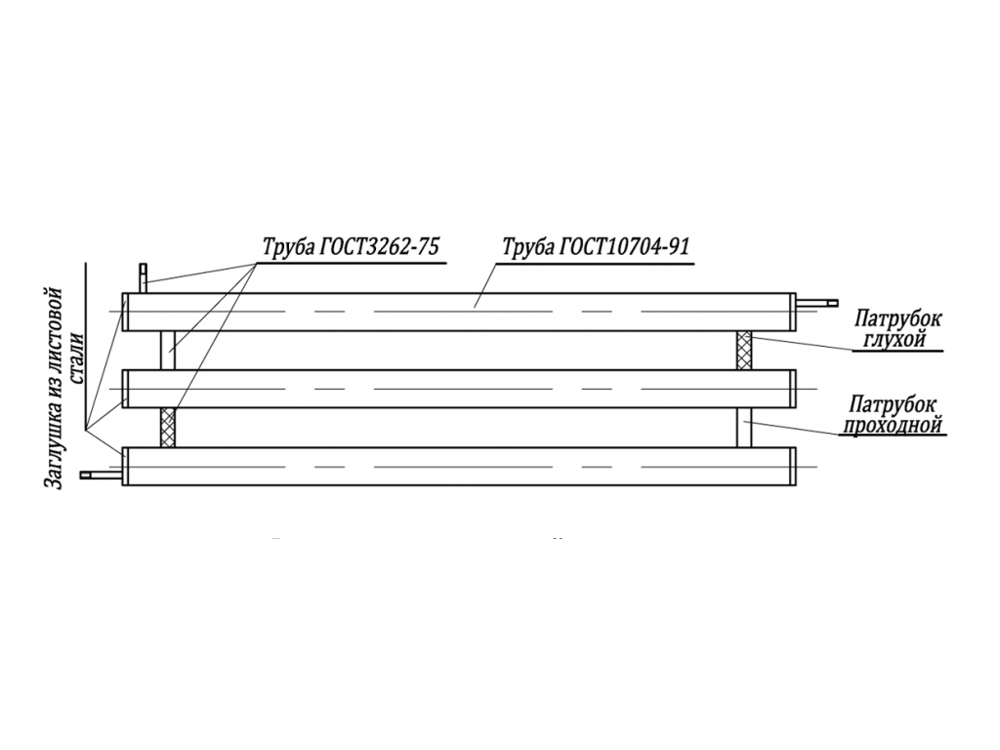 Труба ГОСТ3262-75
Труба ГОСТ10704-91
Заглушка из листовой
стали
Патрубок
глухой
Патрубок
проходной